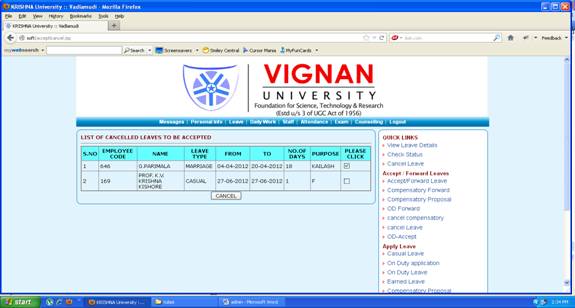 KRISHNA University :: Vadlamudi - Mozilla Firefox
File Edit View History Bookmarks Tools Help
KRISHNA University :: Vadlamudi
soft/acceptcancel.jsp
Ask.com
Feedback
mywebsearch
Search
Screensavers
Smiley Central
Cursor Mania
MyFunCards
VIGNAN
UNIVERSITY
Foundation for Science, Technology & Research
(Estd u/s 3 of UGC Act of 1956)
Messages | Personal Info | Leave | Daily Work | Staff | Attendance | Exam | Counselling | Logout
LIST OF CANCELLED LEAVES TO BE ACCEPTED
S.NO EMPLOYEE CODE NAME LEAVE TYPE FROM TO NO.OF DAYS PURPOSE PLEASE CLICK
1 646 G.PARIMALA MARRIAGE 04-04-2012 20-04-2012 18 KAILASH
2 169 PROF. K.V. KRISHNA KISHORE CASUAL 27-06-2012 27-06-2012 1 F
CANCEL
QUICK LINKS
View Leave Details
Check Status
Cancel Leave
Accept / Forward Leaves
Accept/Forward Leave
Compensatory Forward
Compensatory Proposal
OD Forward
cancel compensatory
cancel Leave
OD-Accept
Apply Leave
Casual Leave
On Duty application
On Duty Leave
Earned Leave
Compensatory Proposal
start
KRISHNA University ::...
admin - Microsoft Word
2:34 PM